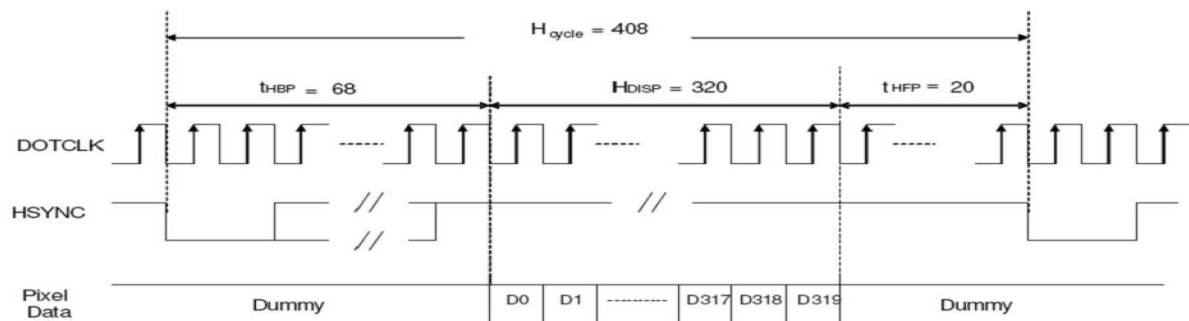 H cycle = 408
tHBP = 68
HDISP = 320
tHFP = 20
DOTCLK
HSYNC
Pixel Data
Dummy
D0
D1
D317
D318
D319
Dummy